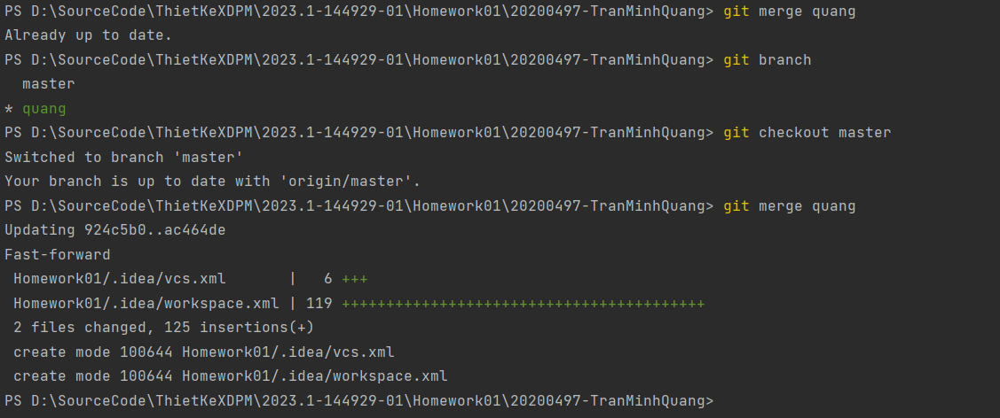 PS D:\SourceCode\ThietKeXDPM\2023.1-144929-01\Homework01\20200497-TranMinhQuang> git merge quang
Already up to date.
PS D:\SourceCode\ThietKeXDPM\2023.1-144929-01\Homework01\20200497-TranMinhQuang> git branch
  master
* quang
PS D:\SourceCode\ThietKeXDPM\2023.1-144929-01\Homework01\20200497-TranMinhQuang> git checkout master
Switched to branch 'master'
Your branch is up to date with 'origin/master'.
PS D:\SourceCode\ThietKeXDPM\2023.1-144929-01\Homework01\20200497-TranMinhQuang> git merge quang
Updating 924c5b0..ac464de
Fast-forward
 Homework01/.idea/vcs.xml       |   6 +++
 Homework01/.idea/workspace.xml | 119 +++++++++++++++++++++++++++++++++++++++++
 2 files changed, 125 insertions(+)
 create mode 100644 Homework01/.idea/vcs.xml
 create mode 100644 Homework01/.idea/workspace.xml
PS D:\SourceCode\ThietKeXDPM\2023.1-144929-01\Homework01\20200497-TranMinhQuang>